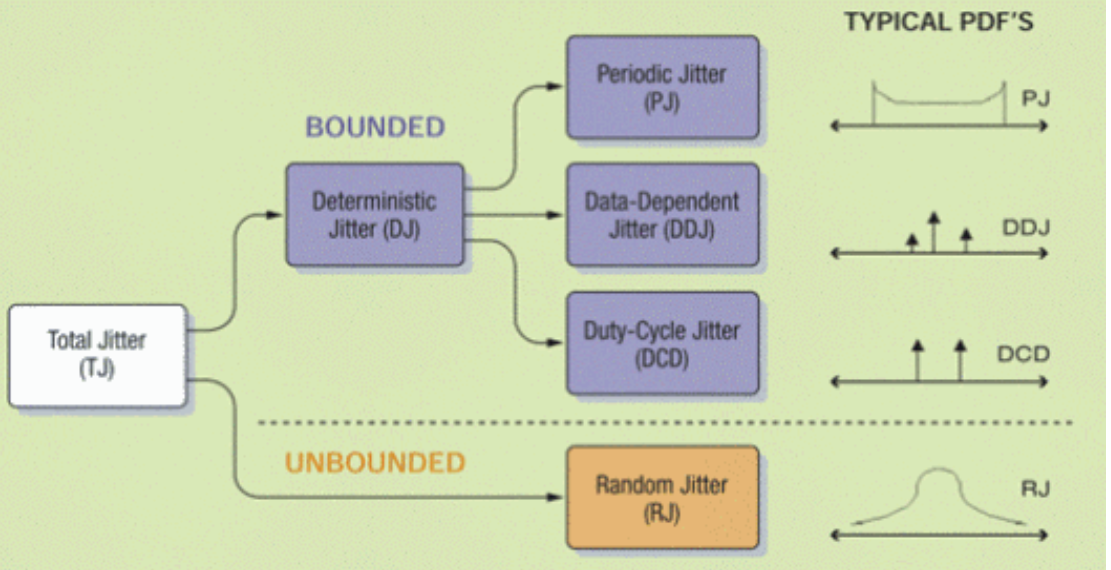 TYPICAL PDF'S
Periodic Jitter
(PJ)
PJ
BOUNDED
Deterministic
Jitter (DJ)
Data-Dependent
Jitter (DDJ)
DDJ
Total Jitter
(TJ)
Duty-Cycle Jitter
(DCD)
DCD
UNBOUNDED
Random Jitter
(RJ)
RJ